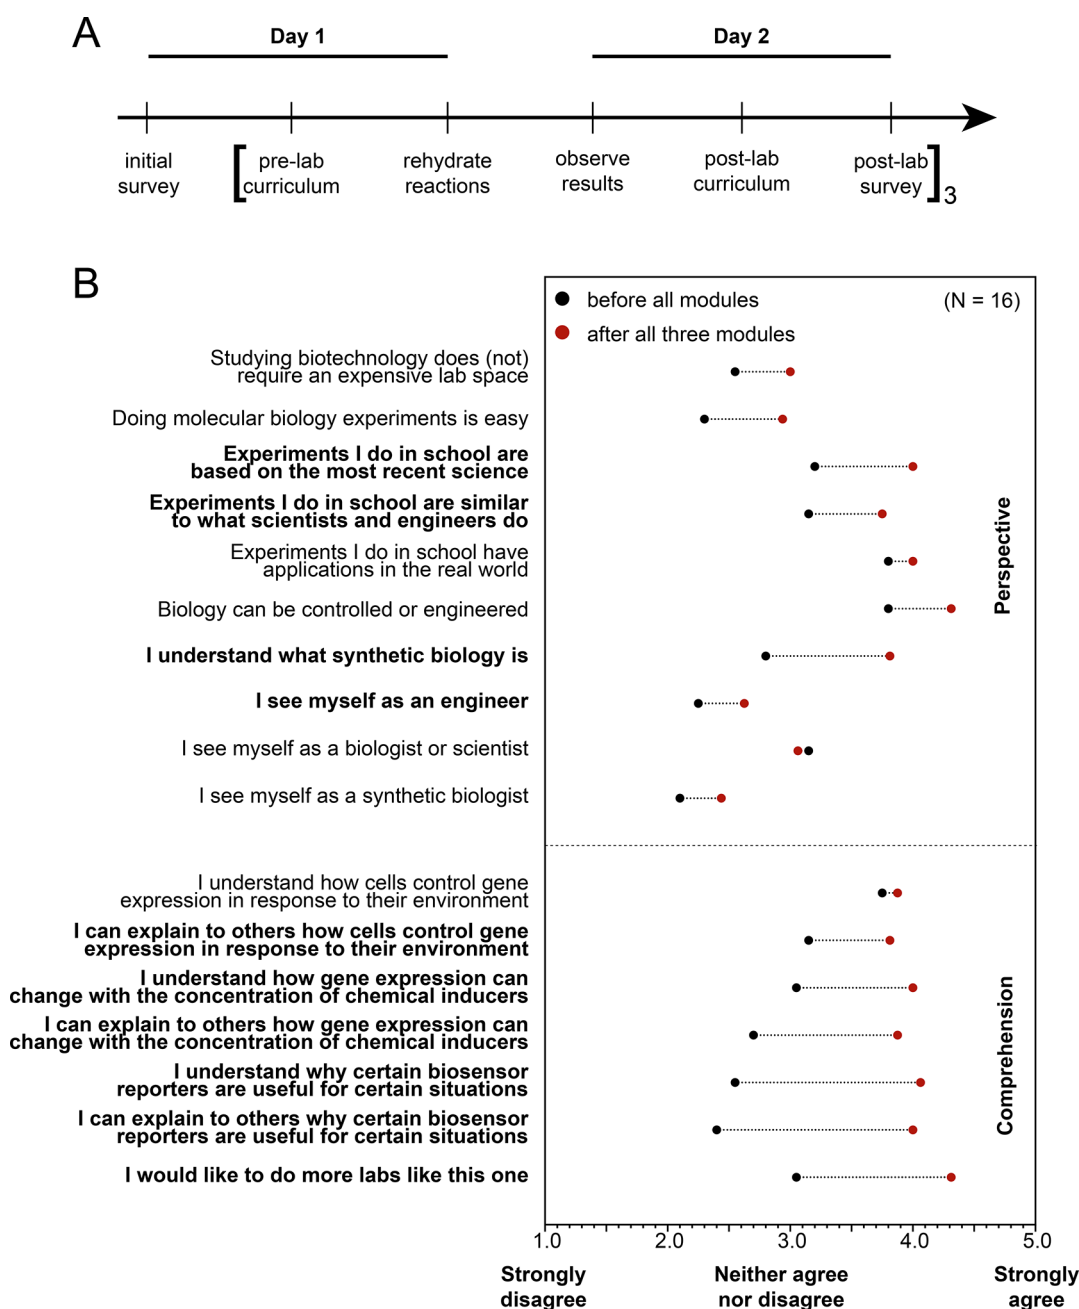 A
Day 1
Day 2
initial
survey
pre-lab
curriculum
rehydrate
reactions
observe
results
post-lab
curriculum
post-lab
survey
3
B
before all modules
(N = 16)
after all three modules
Studying biotechnology does (not)
require an expensive lab space
Doing molecular biology experiments is easy
Experiments I do in school are
based on the most recent science
Experiments I do in school are similar
to what scientists and engineers do
Experiments I do in school have
applications in the real world
Biology can be controlled or engineered
I understand what synthetic biology is
I see myself as an engineer
I see myself as a biologist or scientist
I see myself as a synthetic biologist
Perspective
I understand how cells control gene
expression in response to their environment
I can explain to others how cells control gene
expression in response to their environment
I understand how gene expression can
change with the concentration of chemical inducers
I can explain to others how gene expression can
change with the concentration of chemical inducers
I understand why certain biosensor
reporters are useful for certain situations
I can explain to others why certain biosensor
reporters are useful for certain situations
I would like to do more labs like this one
Comprehension
1.0 2.0 3.0 4.0 5.0
Strongly
disagree
Neither agree
nor disagree
Strongly
agree